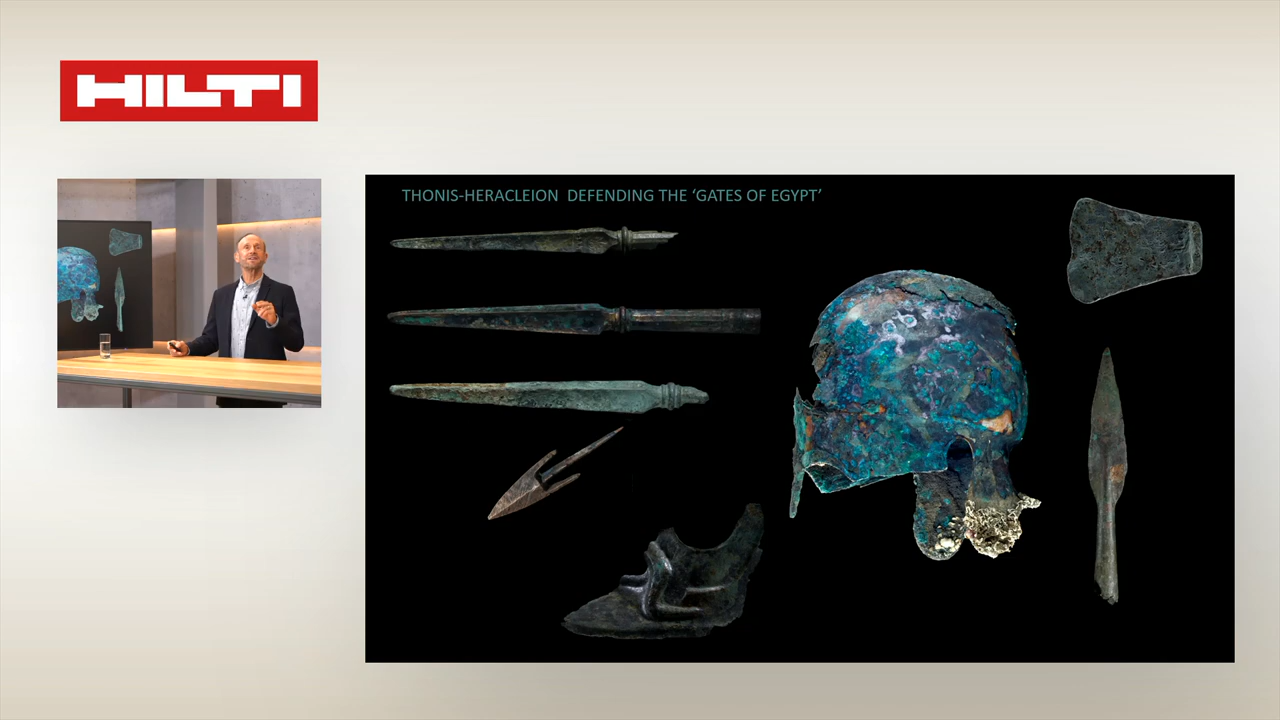 HILTI
THONIS-HERACLEION  DEFENDING THE ‘GATES OF EGYPT’